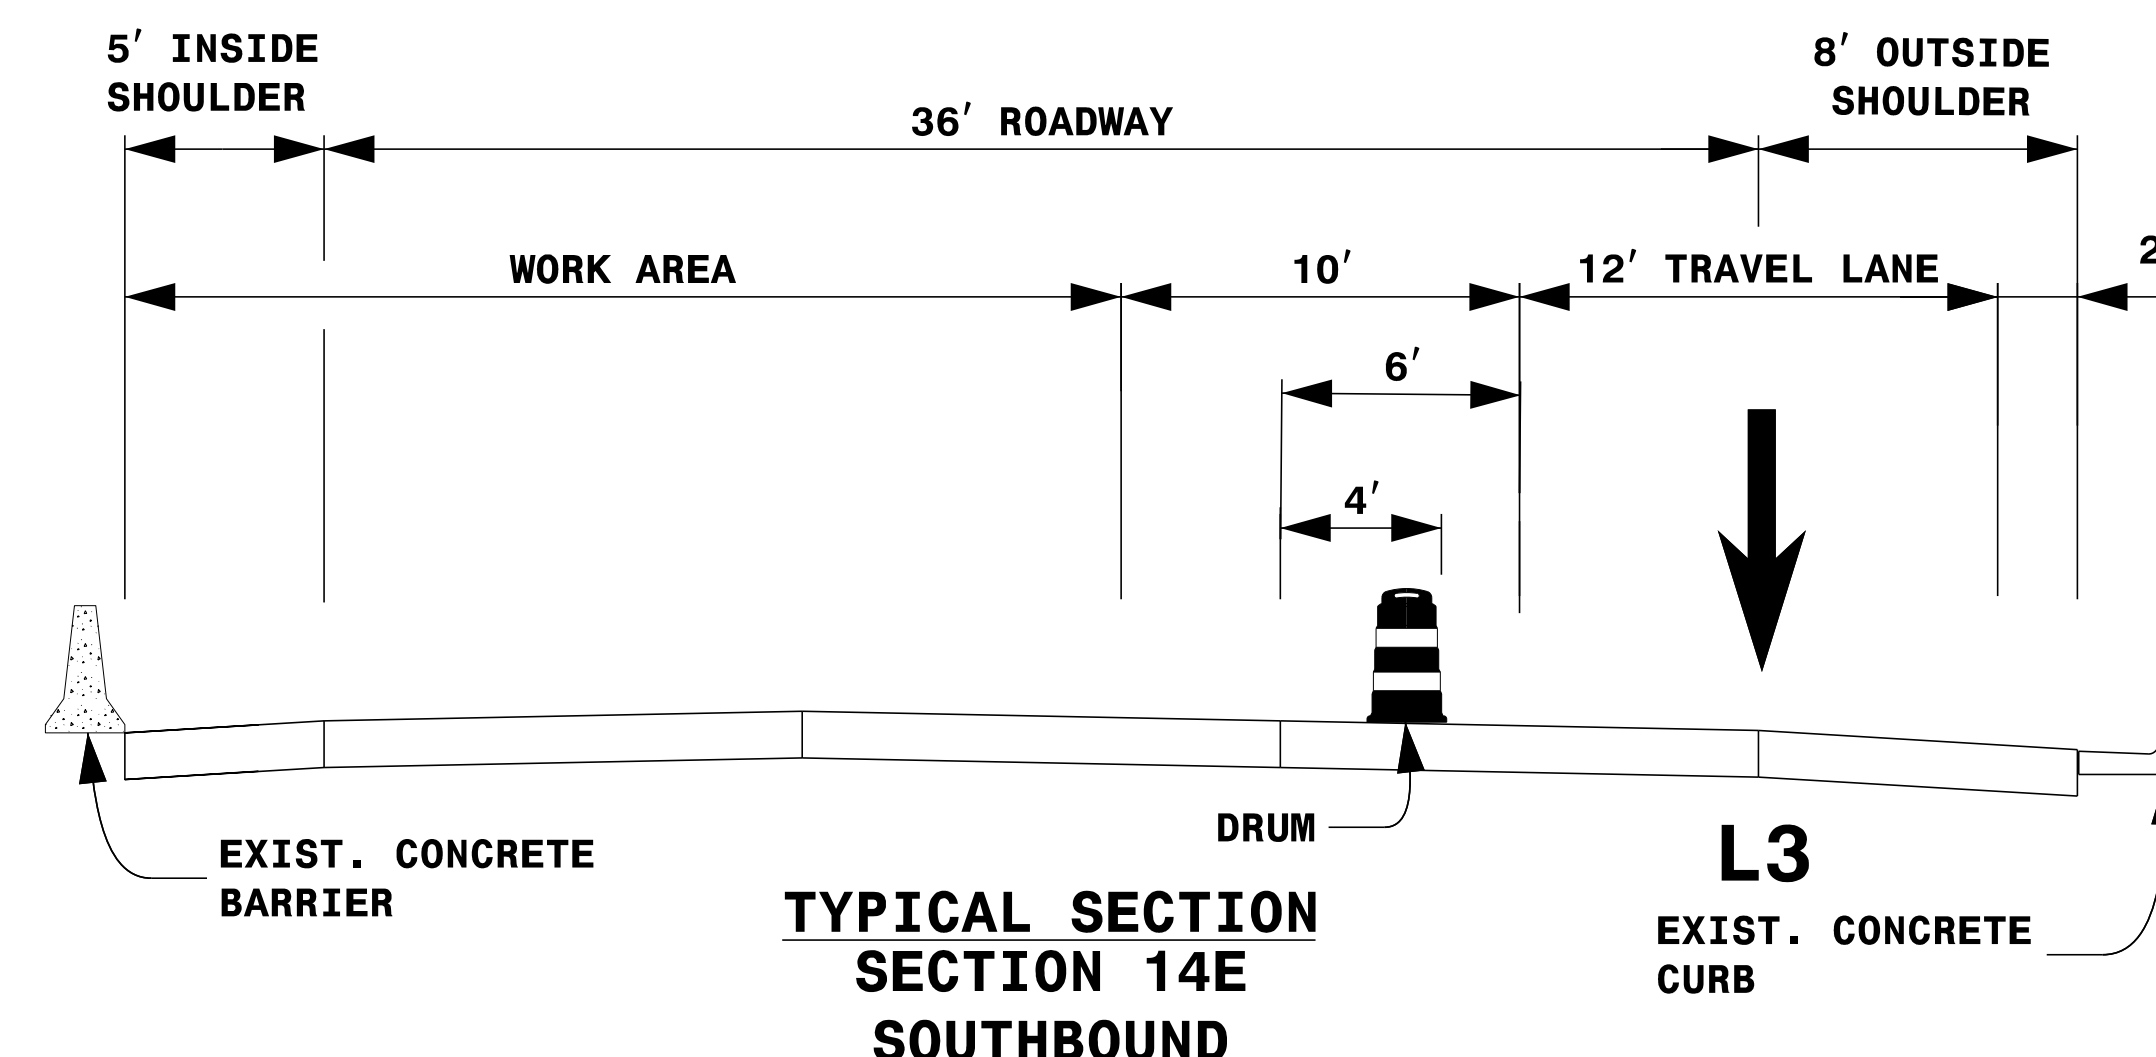 5' INSIDE
SHOULDER
36' ROADWAY
8' OUTSIDE
SHOULDER
WORK AREA
10'
12' TRAVEL LANE
2
6'
4'
DRUM
EXIST. CONCRETE
BARRIER
L3
EXIST. CONCRETE
CURB
TYPICAL SECTION
SECTION 14E
SOUTHBOUND